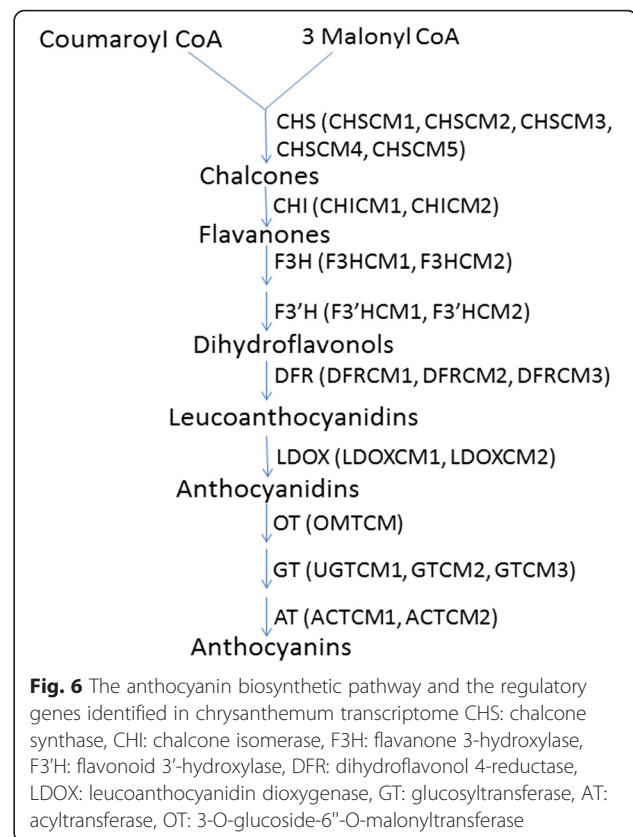 Coumaroyl CoA 3 Malonyl CoA
CHS (CHSCM1, CHSCM2, CHSCM3,
CHSCM4, CHSCM5)
Chalcones
CHI (CHICM1, CHICM2)
Flavanones
F3H (F3HCM1, F3HCM2)
F3’H (F3’HCM1, F3’HCM2)
Dihydroflavonols
DFR (DFRCM1, DFRCM2, DFRCM3)
Leucoanthocyanidins
LDOX (LDOXCM1, LDOXCM2)
Anthocyanidins
OT (OMTCM)
GT (UGTCM1, GTCM2, GTCM3)
AT (ACTCM1, ACTCM2)
Anthocyanins
Fig. 6 The anthocyanin biosynthetic pathway and the regulatory
genes identified in chrysanthemum transcriptome CHS: chalcone
synthase, CHI: chalcone isomerase, F3H: flavanone 3-hydroxylase,
F3'H: flavonoid 3'-hydroxylase, DFR: dihydroflavonol 4-reductase,
LDOX: leucoanthocyanidin dioxygenase, GT: glucosyltransferase, AT:
acyltransferase, OT: 3-O-glucoside-6"-O-malonyltransferase